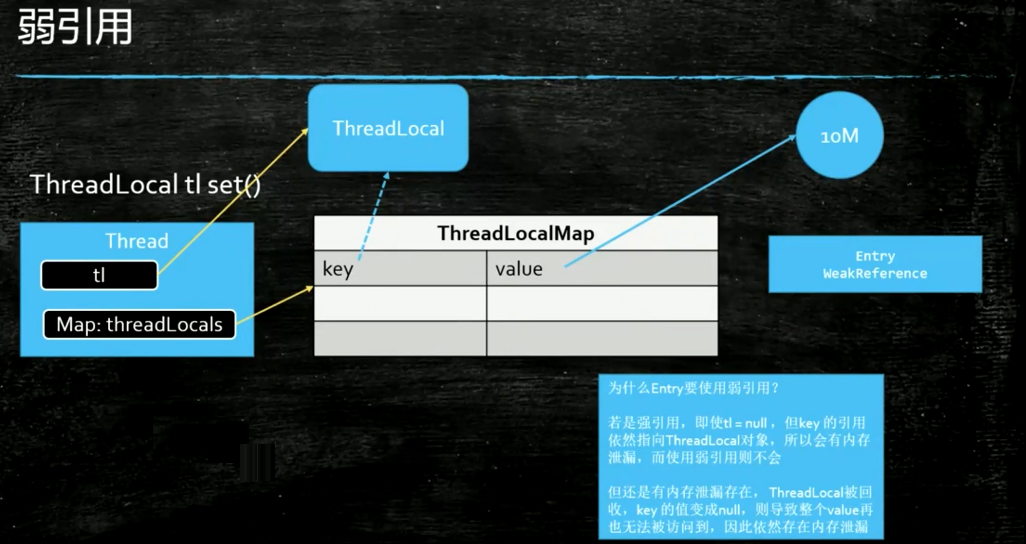 弱引用
ThreadLocal
10M
ThreadLocal tl set()
Thread
tl
Map: threadLocals
ThreadLocalMap
key
value
Entry
WeakReference
为什么Entry要使用弱引用？
若是强引用，即使tl = null ，但key 的引用
依然指向ThreadLocal对象，所以会有内存
泄漏，而使用弱引用则不会
但还是有内存泄漏存在， ThreadLocal被回
收，key 的值变成null，则导致整个value再
也无法被访问到，因此依然存在内存泄漏